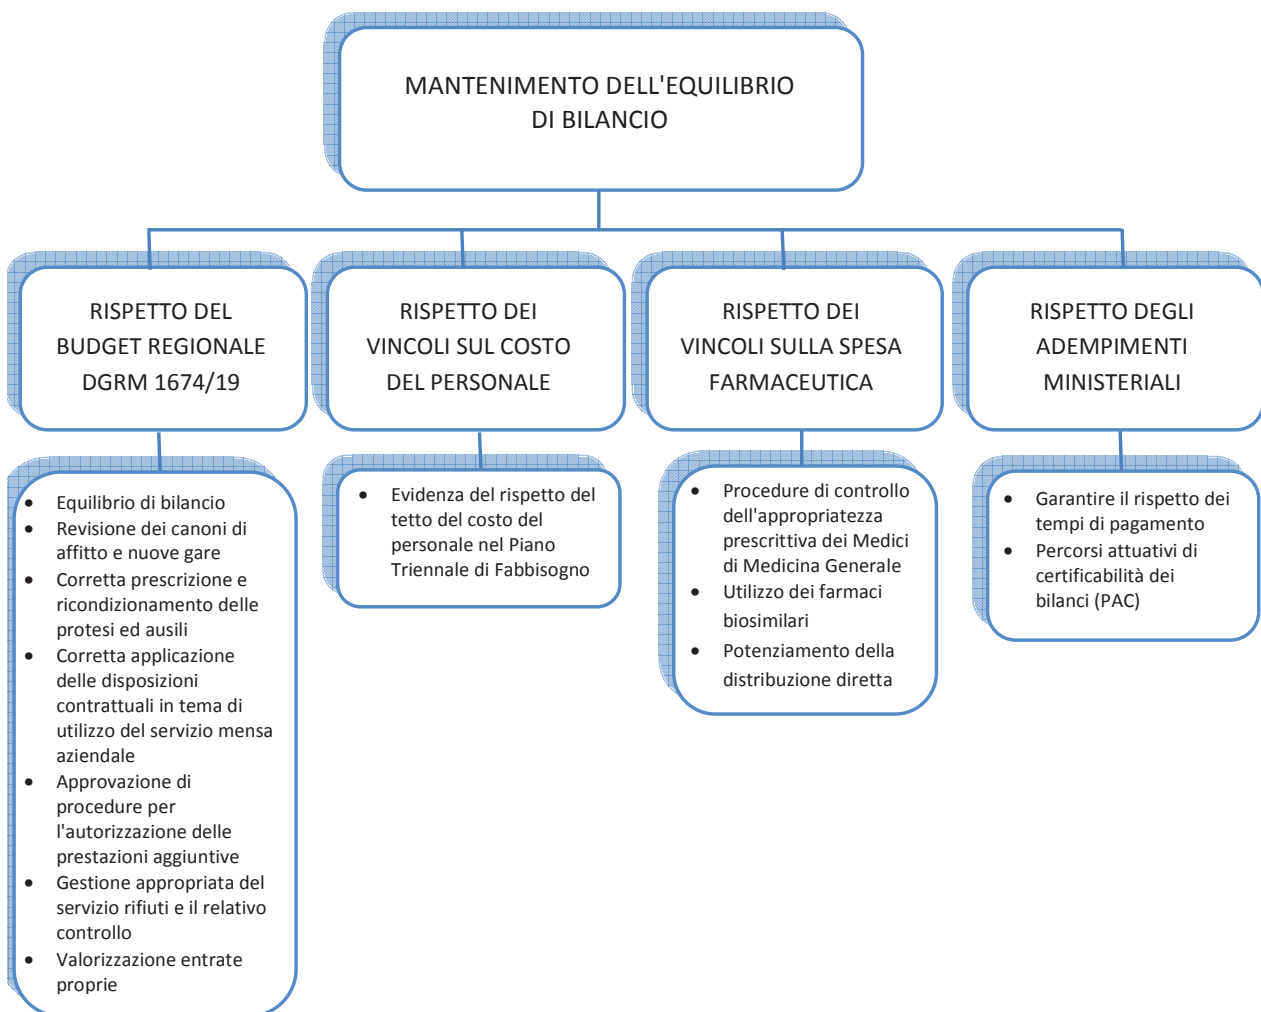 MANTENIMENTO DELL'EQUILIBRIO
DI BILANCIO
RISPETTO DEL
BUDGET REGIONALE
DGRM 1674/19
RISPETTO DEI
VINCOLI SUL COSTO
DEL PERSONALE
RISPETTO DEI
VINCOLI SULLA SPESA
FARMACEUTICA
RISPETTO DEGLI
ADEMPIMENTI
MINISTERIALI
• Equilibrio di bilancio
• Revisione dei canoni di
affitto e nuove gare
• Corretta prescrizione e
ricondizionamento delle
protesi ed ausili
• Corretta applicazione
delle disposizioni
contrattuali in tema di
utilizzo del servizio mensa
aziendale
• Approvazione di
procedure per
l'autorizzazione delle
prestazioni aggiuntive
• Gestione appropriata del
servizio rifiuti e il relativo
controllo
• Valorizzazione entrate
proprie
• Evidenza del rispetto del
tetto del costo del
personale nel Piano
Triennale di Fabbisogno
• Procedure di controllo
dell'appropriatezza
prescrittiva dei Medici
di Medicina Generale
• Utilizzo dei farmaci
biosimilari
• Potenziamento della
distribuzione diretta
• Garantire il rispetto dei
tempi di pagamento
• Percorsi attuativi di
certificabilità dei
bilanci (PAC)